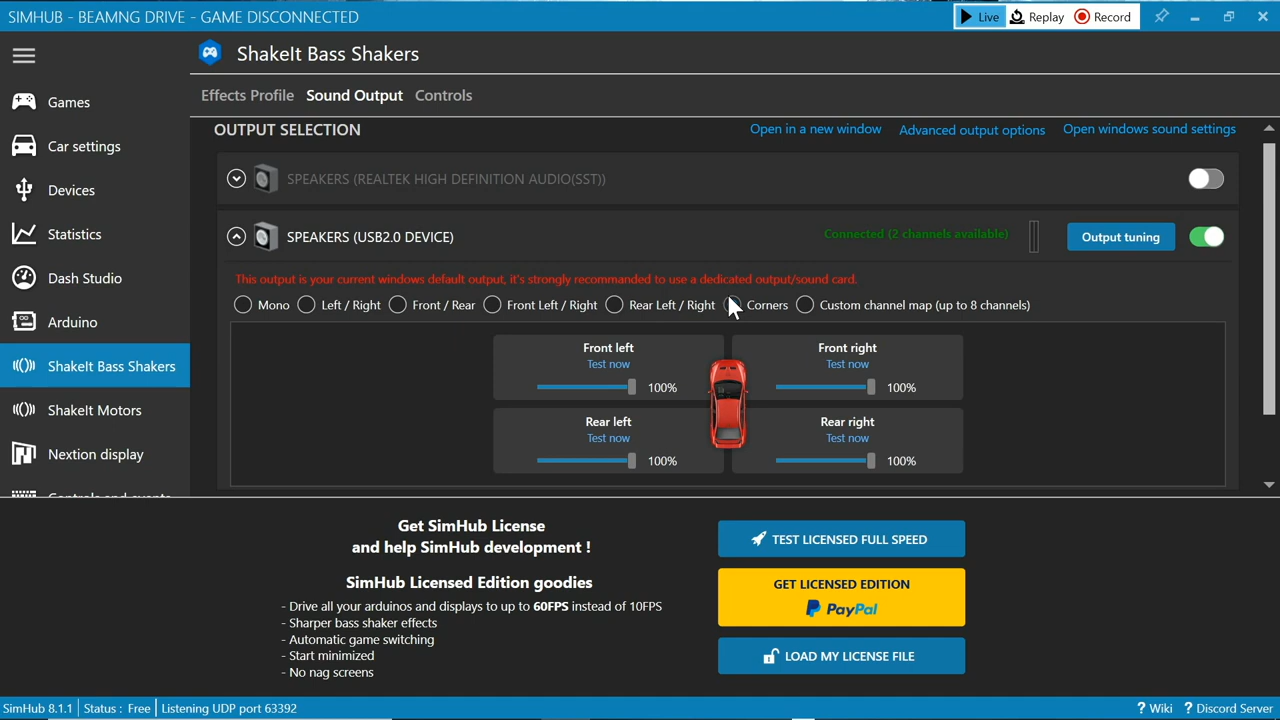 SIMHUB - BEAMNG DRIVE - GAME DISCONNECTED
Live
Replay
Record
ShakeIt Bass Shakers
Games
Car settings
Devices
Statistics
Dash Studio
Arduino
ShakeIt Bass Shakers
ShakeIt Motors
Nextion display
Controls and events
Effects Profile
Sound Output
Controls
OUTPUT SELECTION
Open in a new window
Advanced output options
Open windows sound settings
SPEAKERS (REALTEK HIGH DEFINITION AUDIO(SST))
SPEAKERS (USB2.0 DEVICE)
Connected (2 channels available)
Output tuning
This output is your current windows default output, it's strongly recommanded to use a dedicated output/sound card.
Mono
Left / Right
Front / Rear
Front Left / Right
Rear Left / Right
Corners
Custom channel map (up to 8 channels)
Front left
Test now
100%
Front right
Test now
100%
Rear left
Test now
100%
Rear right
Test now
100%
Get SimHub License
and help SimHub development !
SimHub Licensed Edition goodies
- Drive all your arduinos and displays to up to 60FPS instead of 10FPS
- Sharper bass shaker effects
- Automatic game switching
- Start minimized
- No nag screens
TEST LICENSED FULL SPEED
GET LICENSED EDITION
PayPal
LOAD MY LICENSE FILE
SimHub 8.1.1
Status : Free
Listening UDP port 63392
? Wiki
? Discord Server